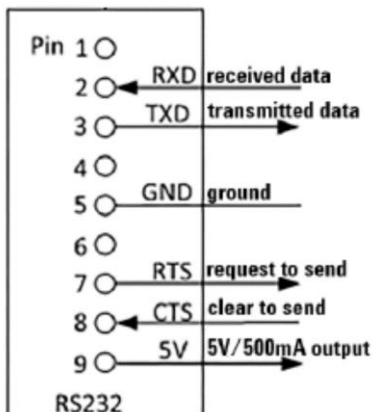 Pin 1
2 RXD received data
3 TXD transmitted data
4
5 GND ground
6
7 RTS request to send
8 CTS clear to send
9 5V 5V/500mA output
RS232